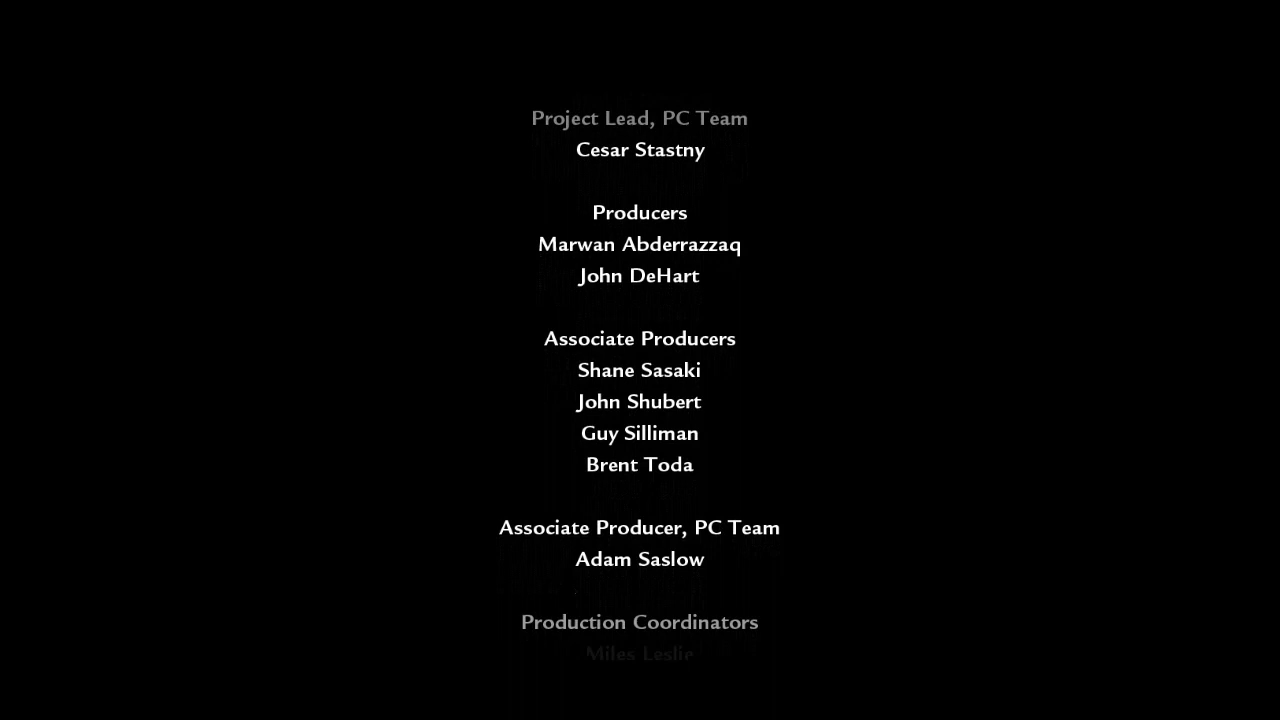 Project Lead, PC Team
Cesar Stastny
Producers
Marwan Abderrazzaq
John DeHart
Associate Producers
Shane Sasaki
John Shubert
Guy Silliman
Brent Toda
Associate Producer, PC Team
Adam Saslow
Production Coordinators
Miles Leslie